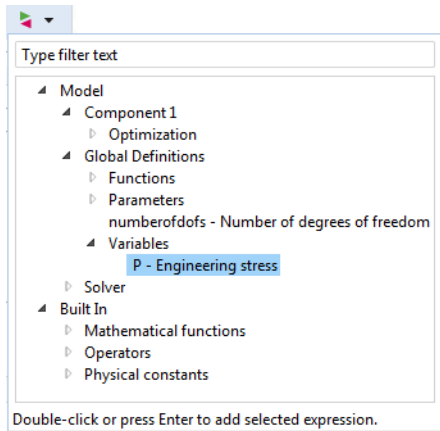 Type filter text
Model
Component 1
Optimization
Global Definitions
Functions
Parameters
numberofdofs - Number of degrees of freedom
Variables
P - Engineering stress
Solver
Built In
Mathematical functions
Operators
Physical constants
Double-click or press Enter to add selected expression.